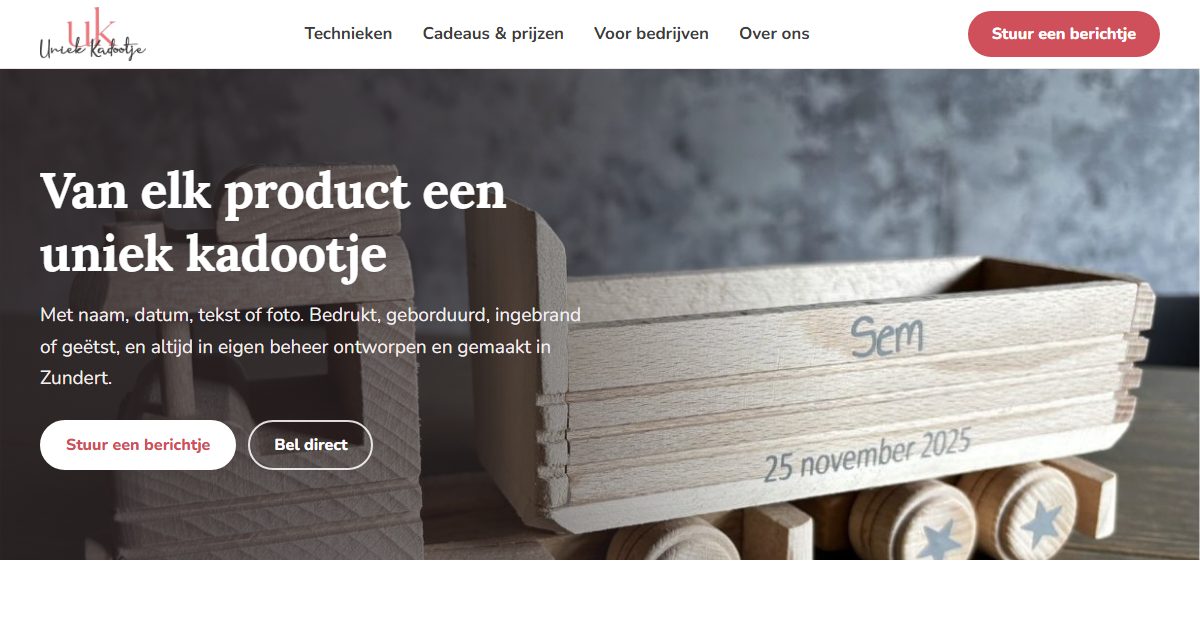 uk
Uniek Kadootje
Technieken
Cadeaus & prijzen
Voor bedrijven
Over ons
Stuur een berichtje
Van elk product een
uniek kadootje
Met naam, datum, tekst of foto. Bedrukt, geborduurd, ingebrand
of geëtst, en altijd in eigen beheer ontworpen en gemaakt in
Zundert.
Stuur een berichtje
Bel direct
Sem
25 november 2025